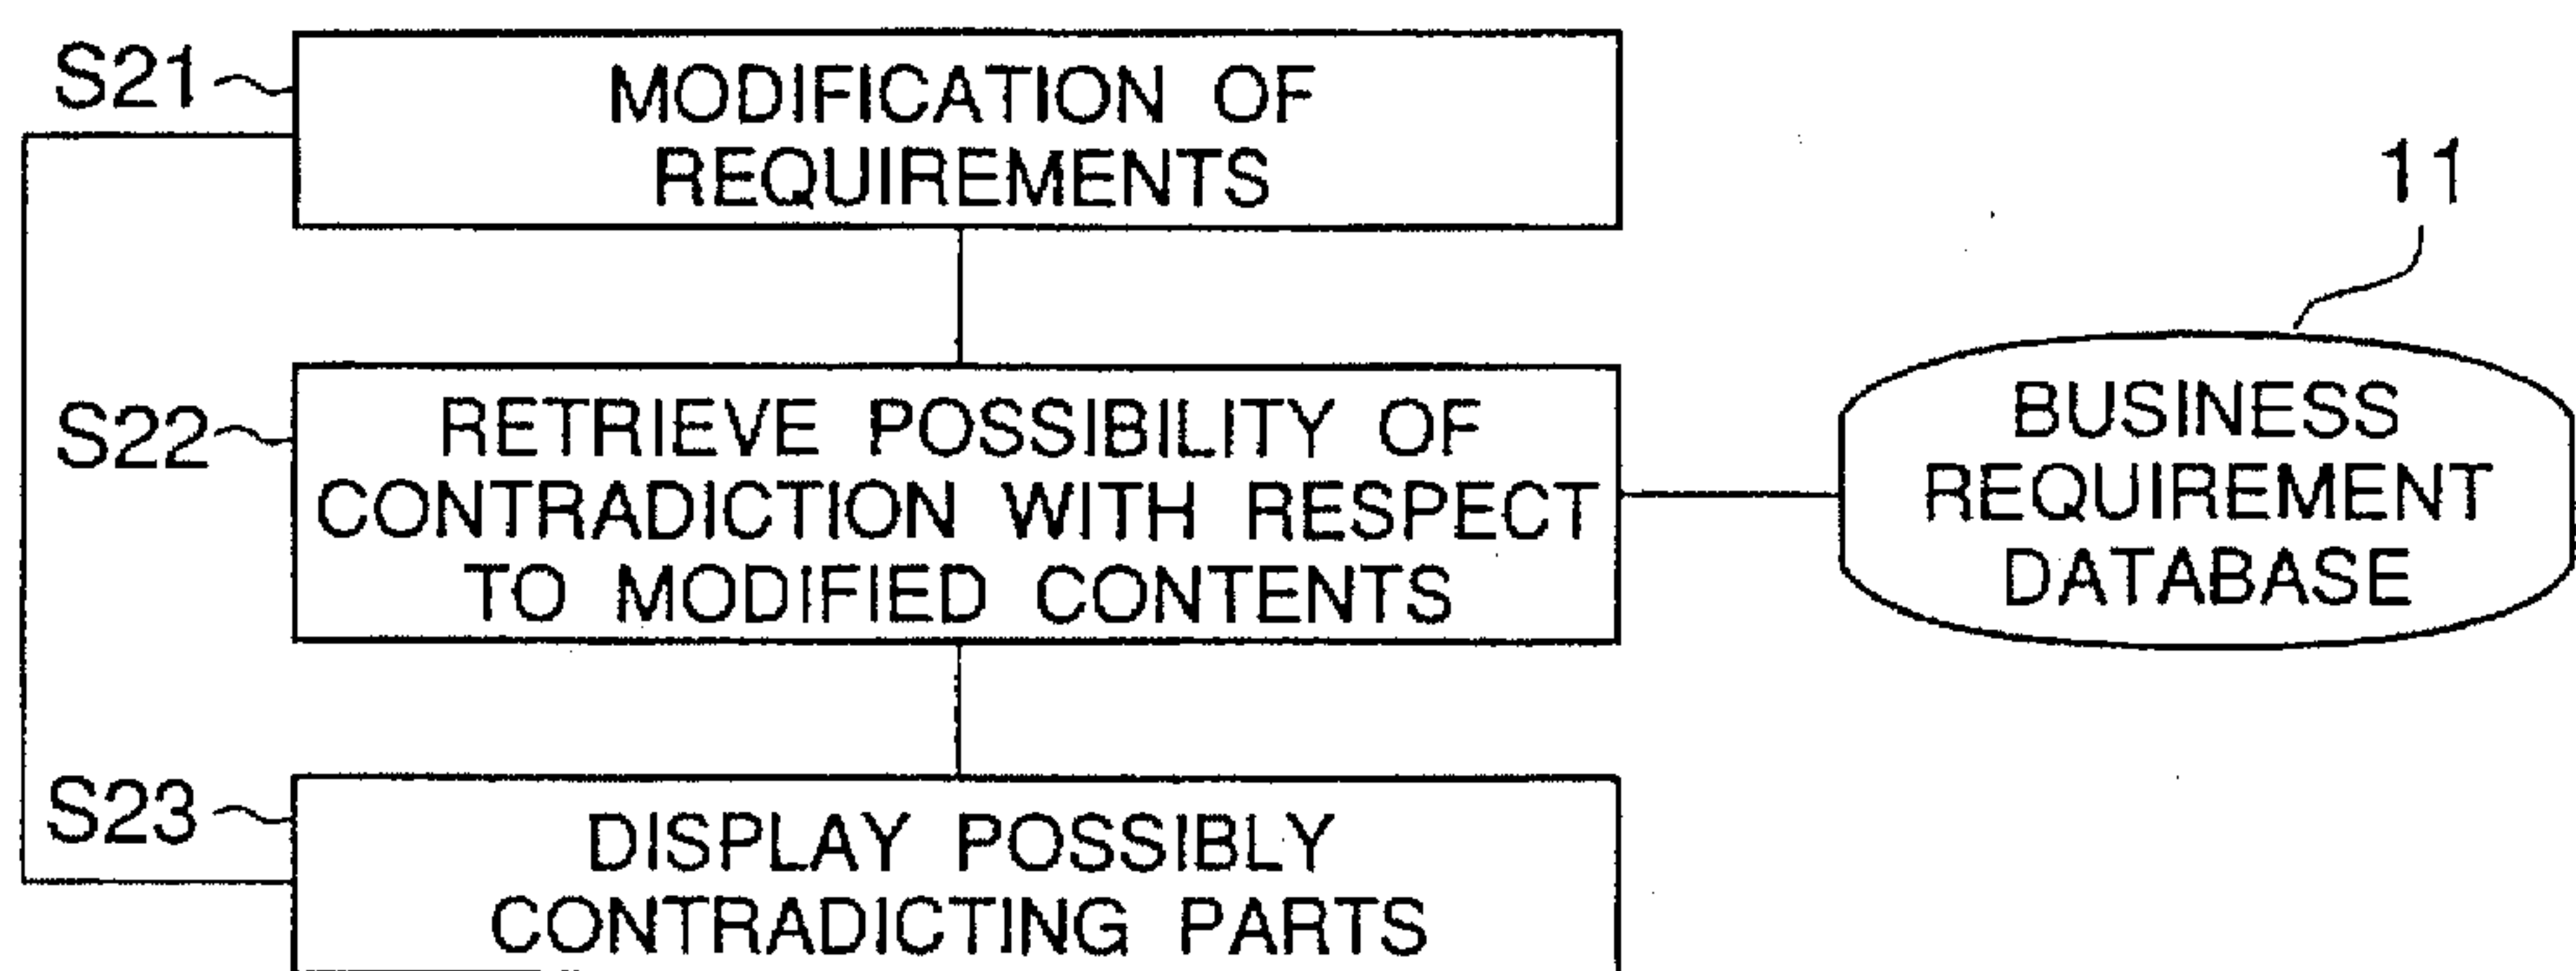 S21
MODIFICATION OF
REQUIREMENTS
11
S22
RETRIEVE POSSIBILITY OF
CONTRADICTION WITH RESPECT
TO MODIFIED CONTENTS
BUSINESS
REQUIREMENT
DATABASE
S23
DISPLAY POSSIBLY
CONTRADICTING PARTS